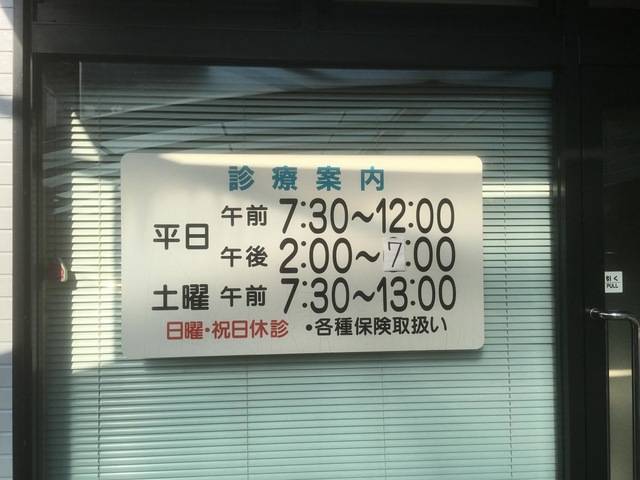 診療案内
平日 午前 7:30～12:00
午後 2:00～7:00
土曜 午前 7:30～13:00
日曜・祝日休診 ・各種保険取扱い
引く
PULL